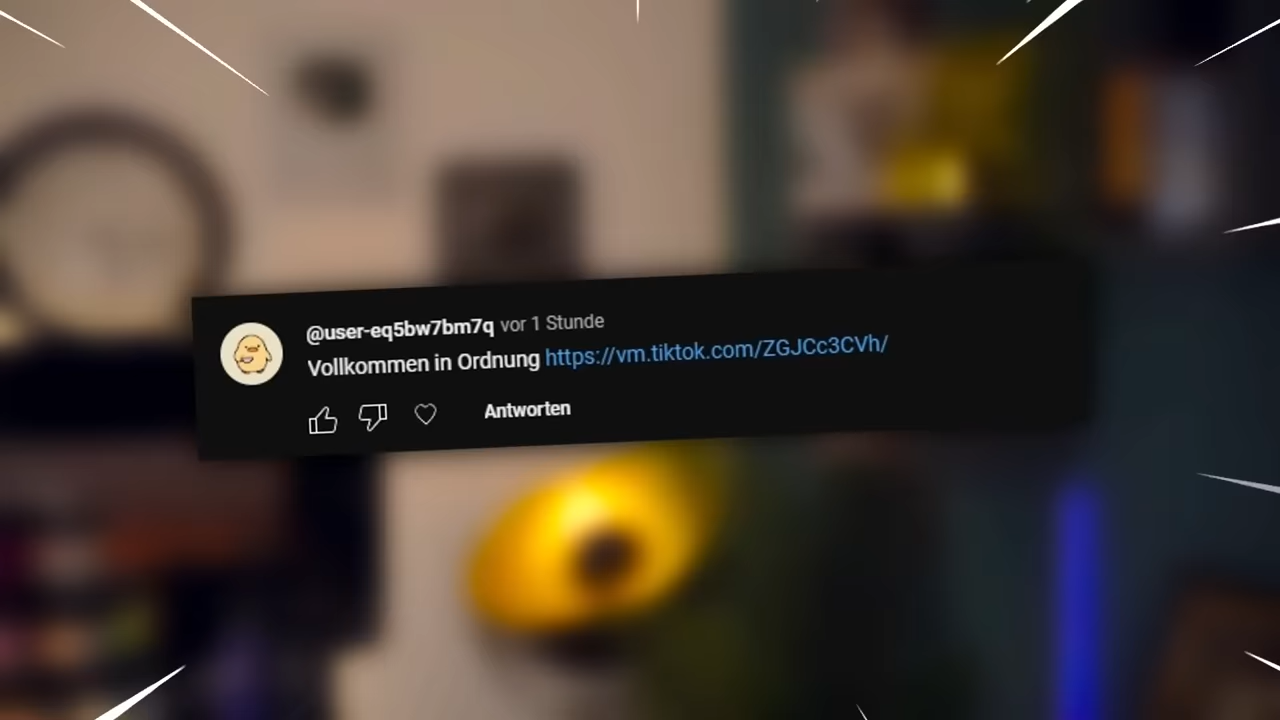 @user-eq5bw7bm7q vor 1 Stunde
Vollkommen in Ordnung https://vm.tiktok.com/ZGJCc3CVh/
Antworten